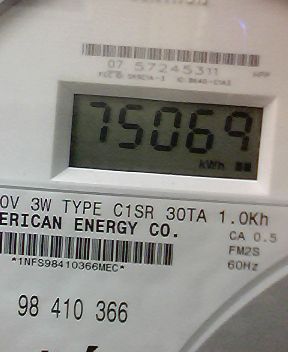 07 57245311
75069
kWh
0V 3W TYPE C1SR 30TA 1.0Kh
ERICAN ENERGY CO.
CA 0.5
FM2S
*1NFS98410366MEC*
60Hz
98 410 366